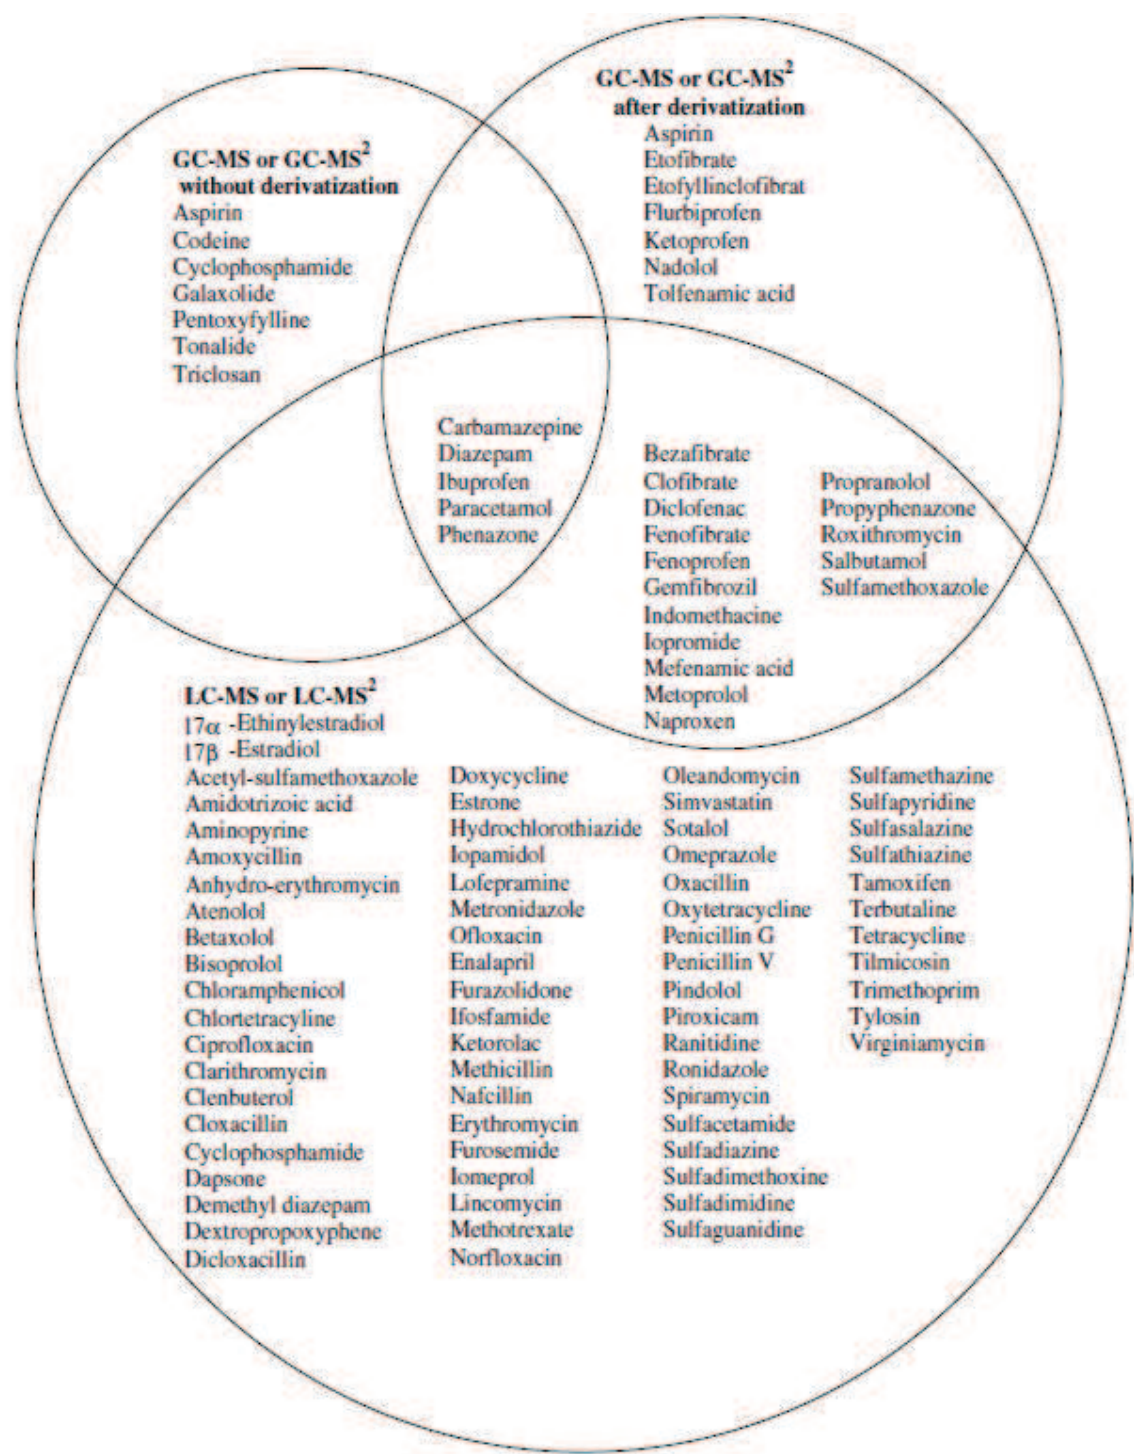 GC-MS or GC-MS2
after derivatization
Aspirin
Etofibrate
Etofyllinclofibrat
Flurbiprofen
Ketoprofen
Nadolol
Tolfenamic acid
GC-MS or GC-MS2
without derivatization
Aspirin
Codeine
Cyclophosphamide
Galaxolide
Pentoxyfylline
Tonalide
Triclosan
Carbamazepine
Diazepam
Ibuprofen
Paracetamol
Phenazone
Bezafibrate
Clofibrate
Diclofenac
Fenofibrate
Fenoprofen
Gemfibrozil
Indomethacine
Iopromide
Mefenamic acid
Metoprolol
Naproxen
Propranolol
Propyphenazone
Roxithromycin
Salbutamol
Sulfamethoxazole
LC-MS or LC-MS2
17α -Ethinylestradiol
17β -Estradiol
Acetyl-sulfamethoxazole
Amidotrizoic acid
Aminopyrine
Amoxycillin
Anhydro-erythromycin
Atenolol
Betaxolol
Bisoprolol
Chloramphenicol
Chlortetracyline
Ciprofloxacin
Clarithromycin
Clenbuterol
Cloxacillin
Cyclophosphamide
Dapsone
Demethyl diazepam
Dextropropoxyphene
Dicloxacillin
Doxycycline
Estrone
Hydrochlorothiazide
Iopamidol
Lofepramine
Metronidazole
Ofloxacin
Enalapril
Furazolidone
Ifosfamide
Ketorolac
Methicillin
Nafcillin
Erythromycin
Furosemide
Iomeprol
Lincomycin
Methotrexate
Norfloxacin
Oleandomycin
Simvastatin
Sotalol
Omeprazole
Oxacillin
Oxytetracycline
Penicillin G
Penicillin V
Pindolol
Piroxicam
Ranitidine
Ronidazole
Spiramycin
Sulfacetamide
Sulfadiazine
Sulfadimethoxine
Sulfadimidine
Sulfaguanidine
Sulfamethazine
Sulfapyridine
Sulfasalazine
Sulfathiazine
Tamoxifen
Terbutaline
Tetracycline
Tilmicosin
Trimethoprim
Tylosin
Virginiamycin